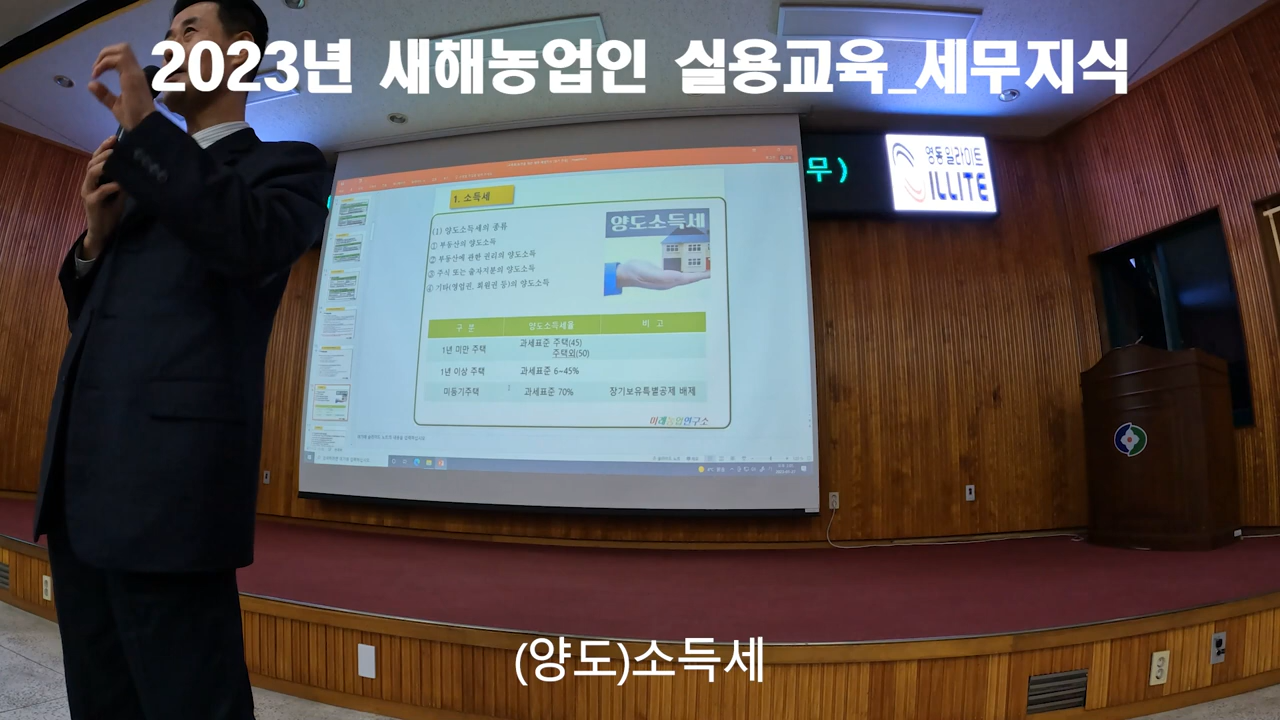 2023년 새해농업인 실용교육_세무지식
무)
영동일라이트
ILLITE
1. 소득세
(1) 양도소득세의 종류
① 부동산의 양도소득
② 부동산에 관한 권리의 양도소득
③ 주식 또는 출자지분의 양도소득
④ 기타(영업권, 회원권 등)의 양도소득
양도소득세
구 분 양도소득세율 비 고
1년 미만 주택 과세표준 주택(45)
주택외(50)
1년 이상 주택 과세표준 6~45%
미등기주택 과세표준 70% 장기보유특별공제 배제
미래농업연구소
(양도)소득세